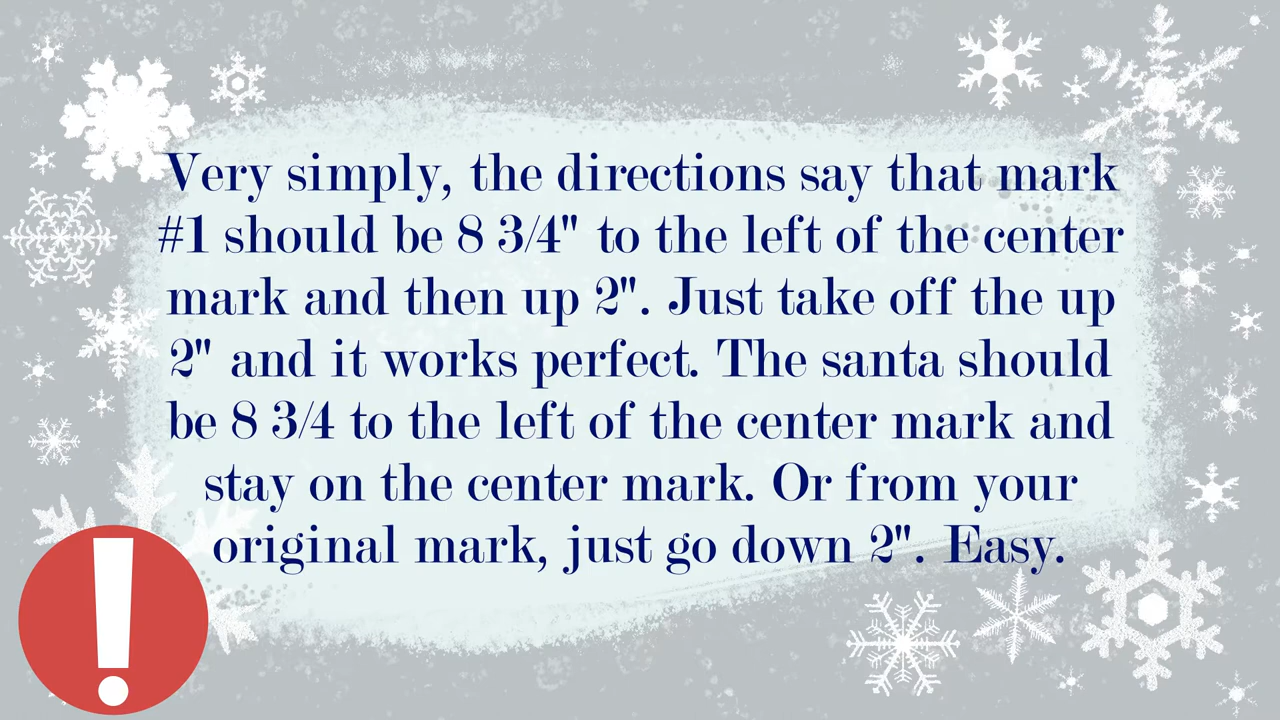 Very simply, the directions say that mark
#1 should be 8 3/4" to the left of the center
mark and then up 2". Just take off the up
2" and it works perfect. The santa should
be 8 3/4 to the left of the center mark and
stay on the center mark. Or from your
original mark, just go down 2". Easy.